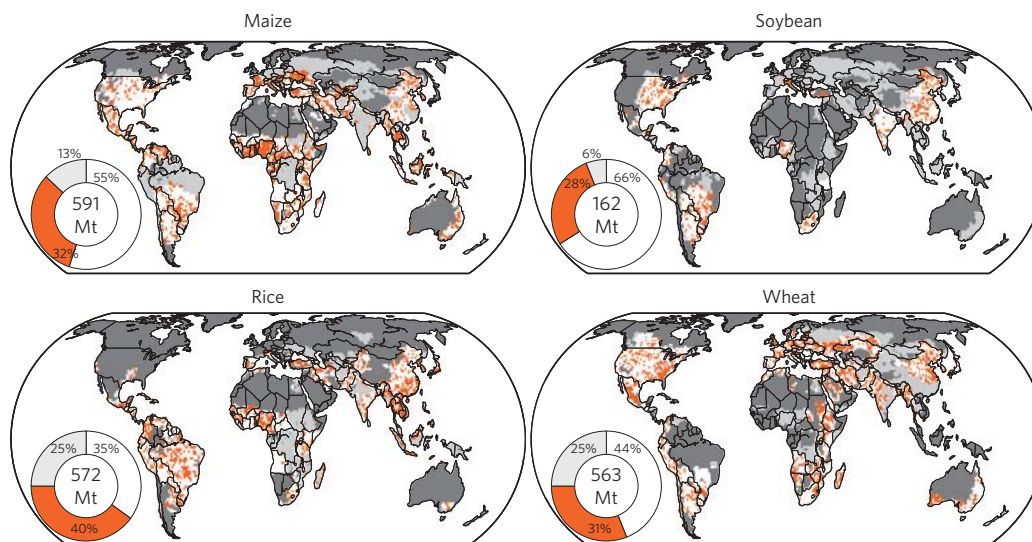 Maize
13%
55%
591
Mt
32%
Soybean
6%
28%
66%
162
Mt
Rice
25%
35%
572
Mt
40%
Wheat
25%
44%
563
Mt
31%